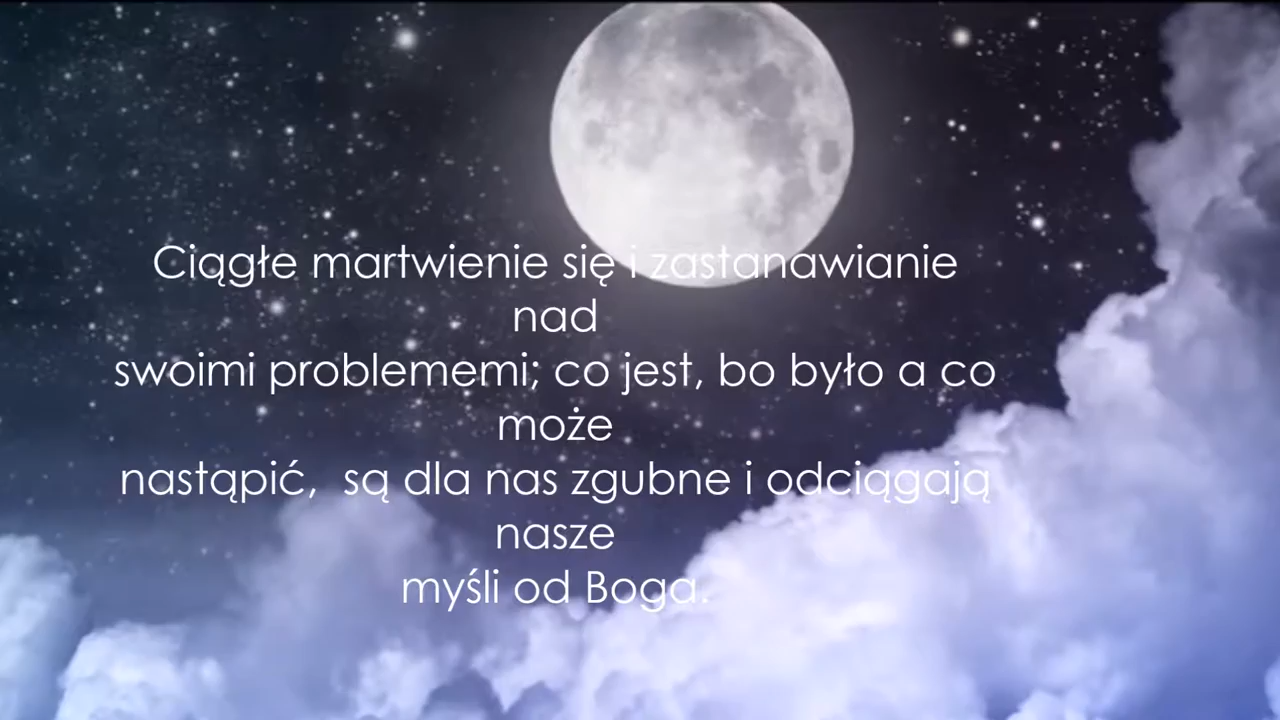 Ciągłe martwienie się i zastanawianie
nad
swoimi problememi; co jest, bo było a co
może
nastąpić,  są dla nas zgubne i odciągają
nasze
myśli od Boga.